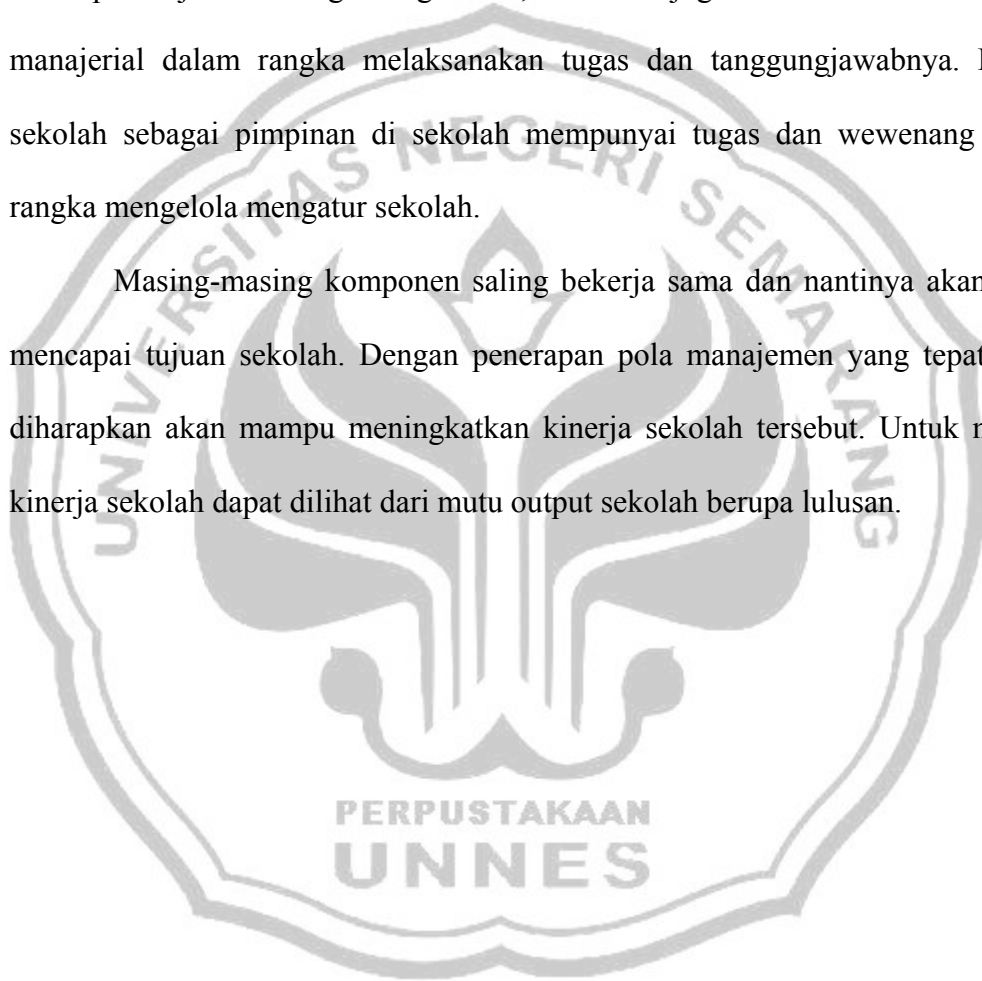 manajerial dalam rangka melaksanakan tugas dan tanggungjawabnya.
sekolah sebagai pimpinan di sekolah mempunyai tugas dan wewenang
rangka mengelola mengatur sekolah.
Masing-masing komponen saling bekerja sama dan nantinya akan
mencapai tujuan sekolah. Dengan penerapan pola manajemen yang tepat
diharapkan akan mampu meningkatkan kinerja sekolah tersebut. Untuk
kinerja sekolah dapat dilihat dari mutu output sekolah berupa lulusan.
UNIVERSITAS NEGERI SEMARANG
PERPUSTAKAAN
UNNES